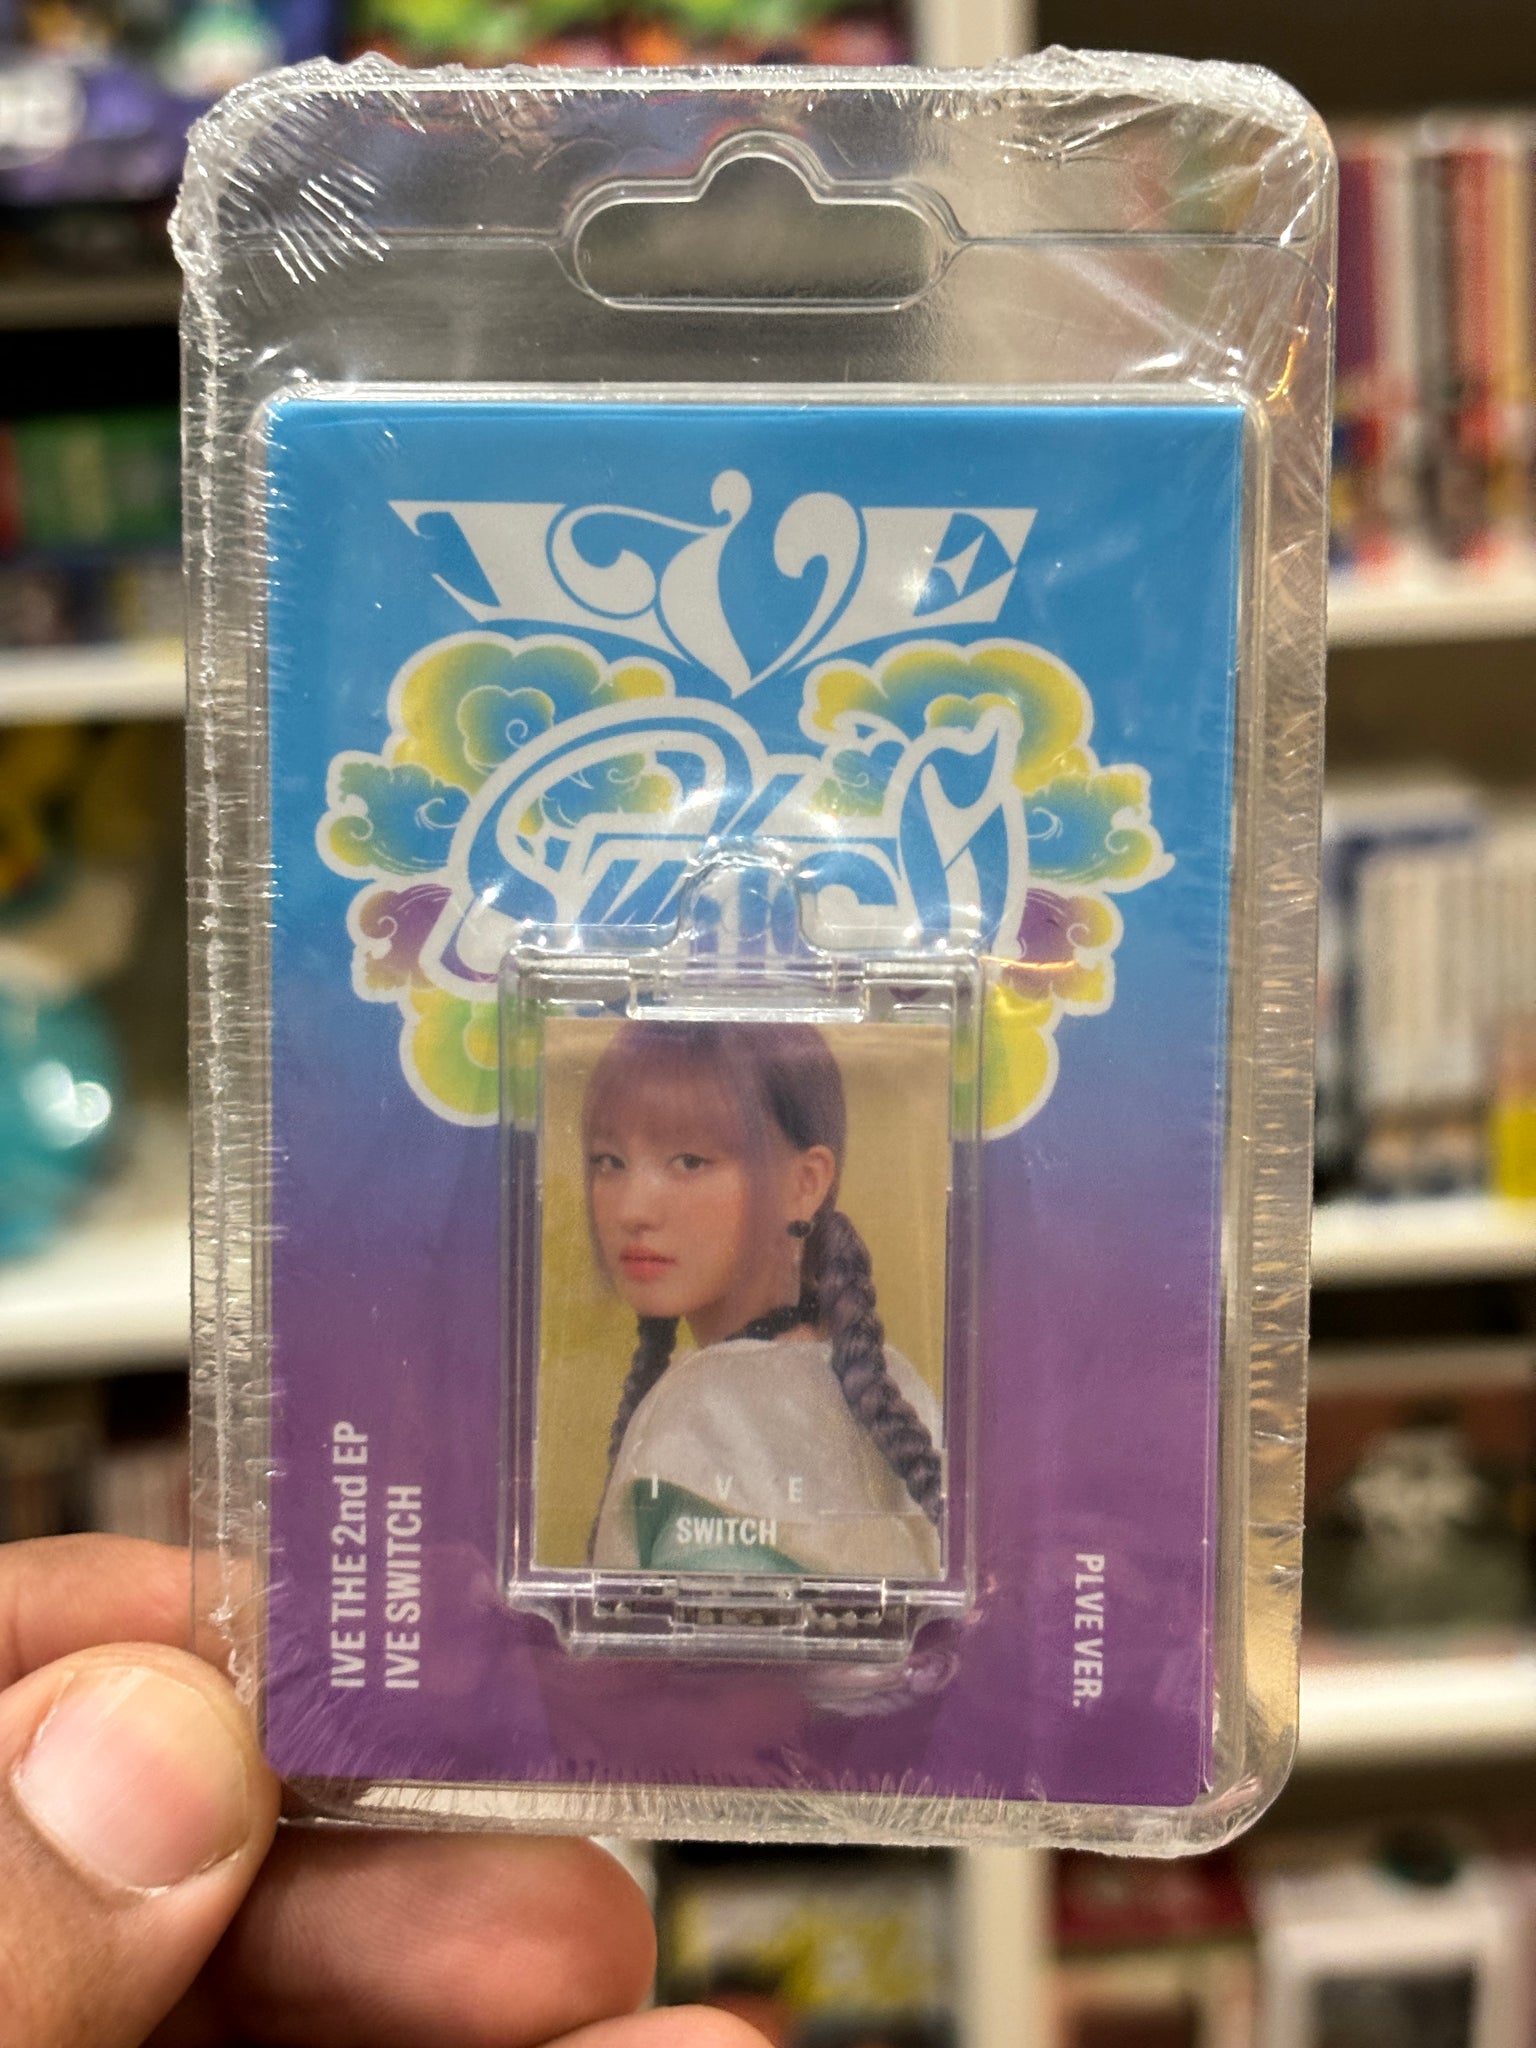 IVE
SWITCH
I V E
SWITCH
IVE THE 2nd EP
IVE SWITCH
PLVE VER.